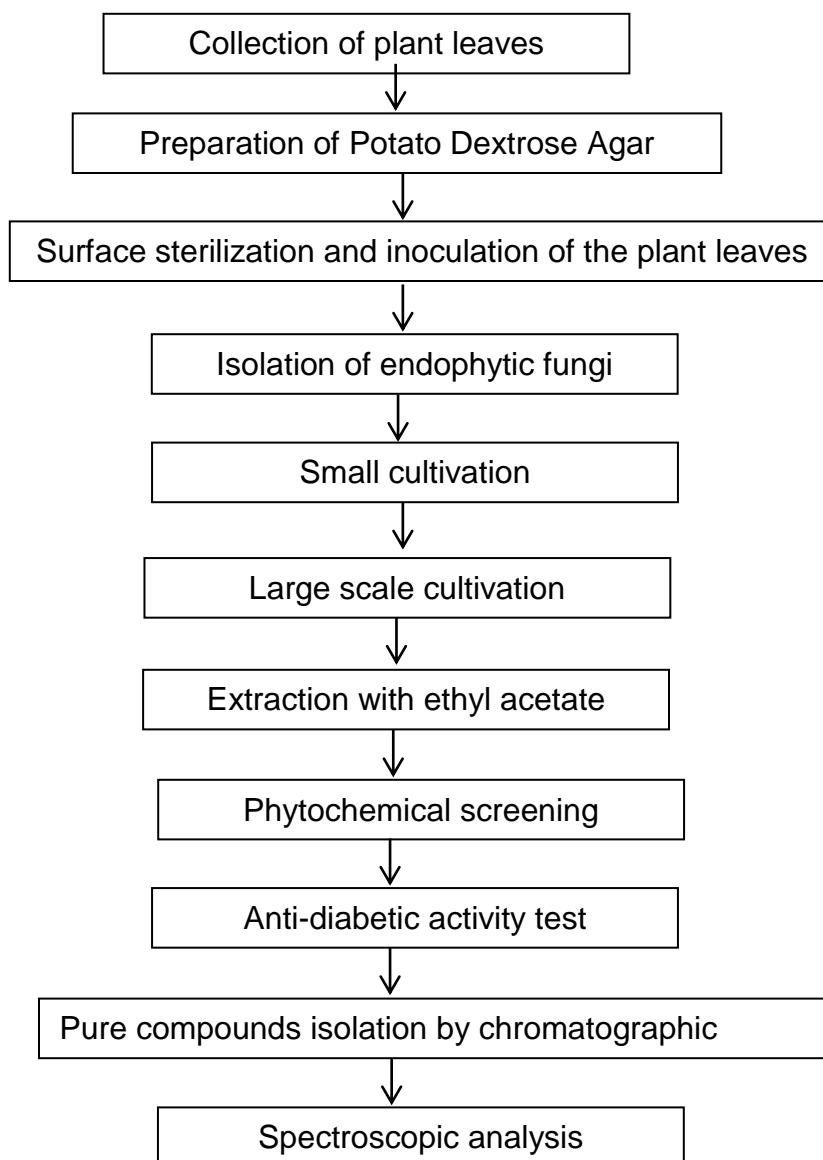 Collection of plant leaves
Preparation of Potato Dextrose Agar
Surface sterilization and inoculation of the plant leaves
Isolation of endophytic fungi
Small cultivation
Large scale cultivation
Extraction with ethyl acetate
Phytochemical screening
Anti-diabetic activity test
Pure compounds isolation by chromatographic
Spectroscopic analysis